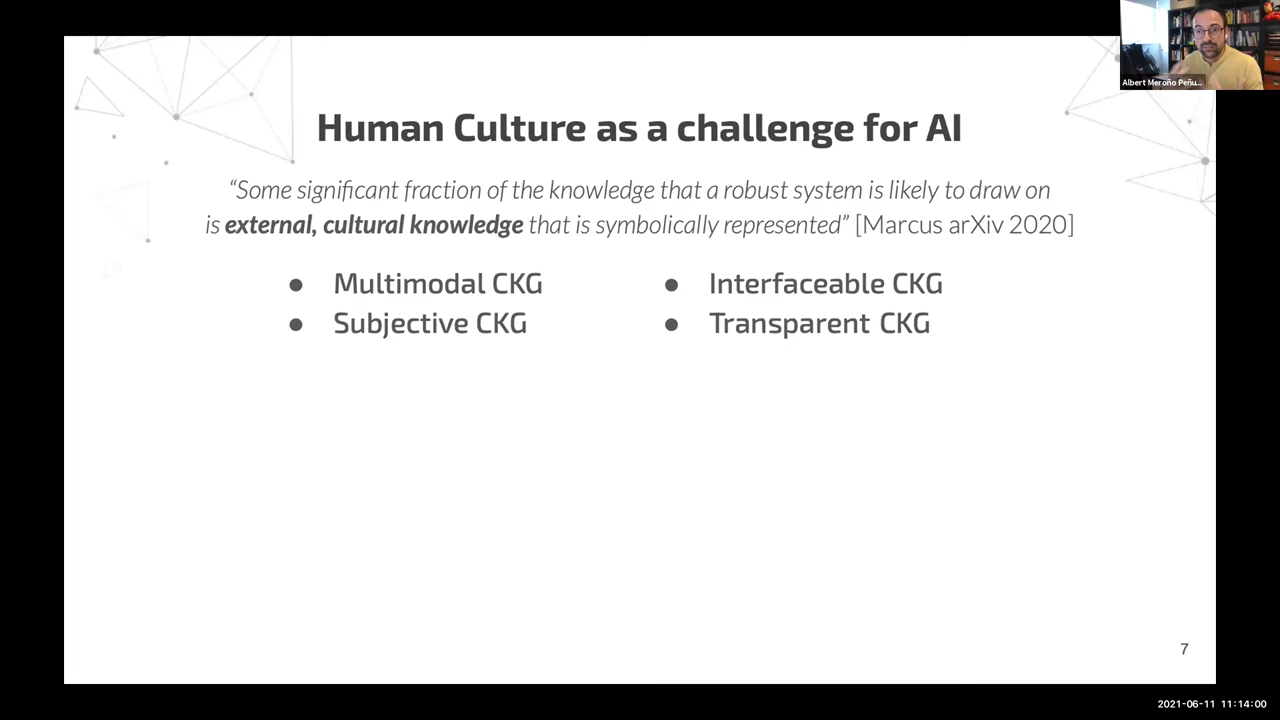 Albert Meroño Peñu...
Human Culture as a challenge for AI
“Some significant fraction of the knowledge that a robust system is likely to draw on
is external, cultural knowledge that is symbolically represented” [Marcus arXiv 2020]
● Multimodal CKG
● Subjective CKG
● Interfaceable CKG
● Transparent CKG
7
2021-06-11 11:14:00